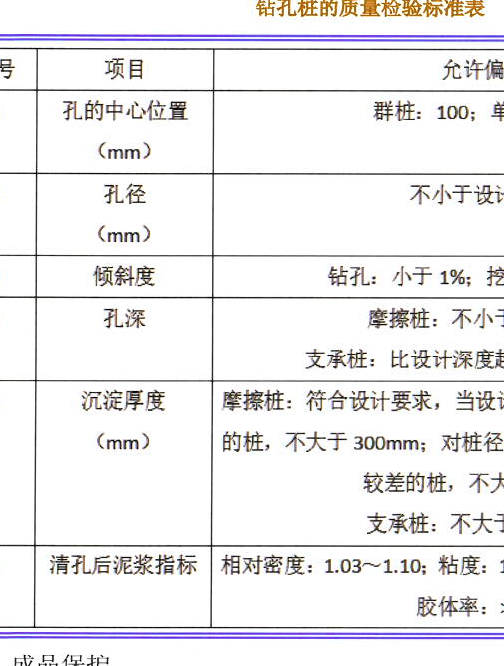 钻孔桩的质量检验标准表
号 项目 允许偏
孔的中心位置 群桩：100；单
（mm）
孔径 不小于设计
（mm）
倾斜度 钻孔：小于 1%；挖
孔深 摩擦桩：不小于
支承桩：比设计深度超
沉淀厚度 摩擦桩：符合设计要求，当设计
（mm） 的桩，不大于 300mm；对桩径
较差的桩，不大
支承桩：不大于
清孔后泥浆指标 相对密度：1.03～1.10；粘度：1
胶体率：>
成品保护